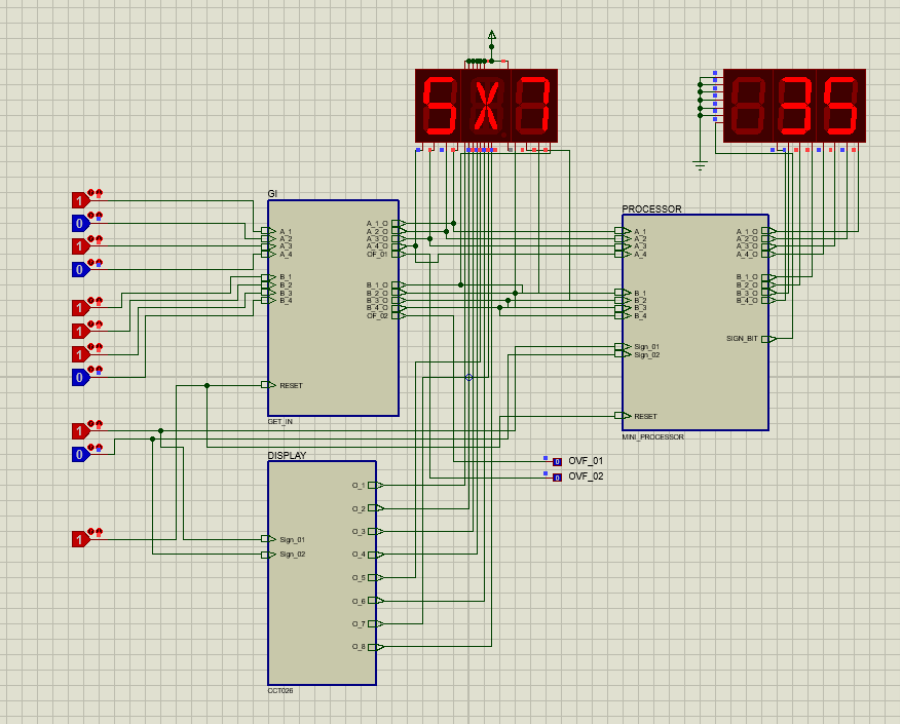 5 X 7
35
GI
PROCESSOR
1
0
1
0
A_1
A_2
A_3
A_4
A_1_O
A_2_O
A_3_O
A_4_O
OF_01
1
1
1
0
B_1
B_2
B_3
B_4
B_1_O
B_2_O
B_3_O
B_4_O
OF_02
RESET
GET_IN
A_1
A_2
A_3
A_4
B_1
B_2
B_3
B_4
Sign_01
Sign_02
RESET
A_1_O
A_2_O
A_3_O
A_4_O
B_1_O
B_2_O
B_3_O
B_4_O
SIGN_BIT
MINI_PROCESSOR
1
0
DISPLAY
0 OVF_01
0 OVF_02
1
Sign_01
Sign_02
O_1
O_2
O_3
O_4
O_5
O_6
O_7
O_8
CCT026